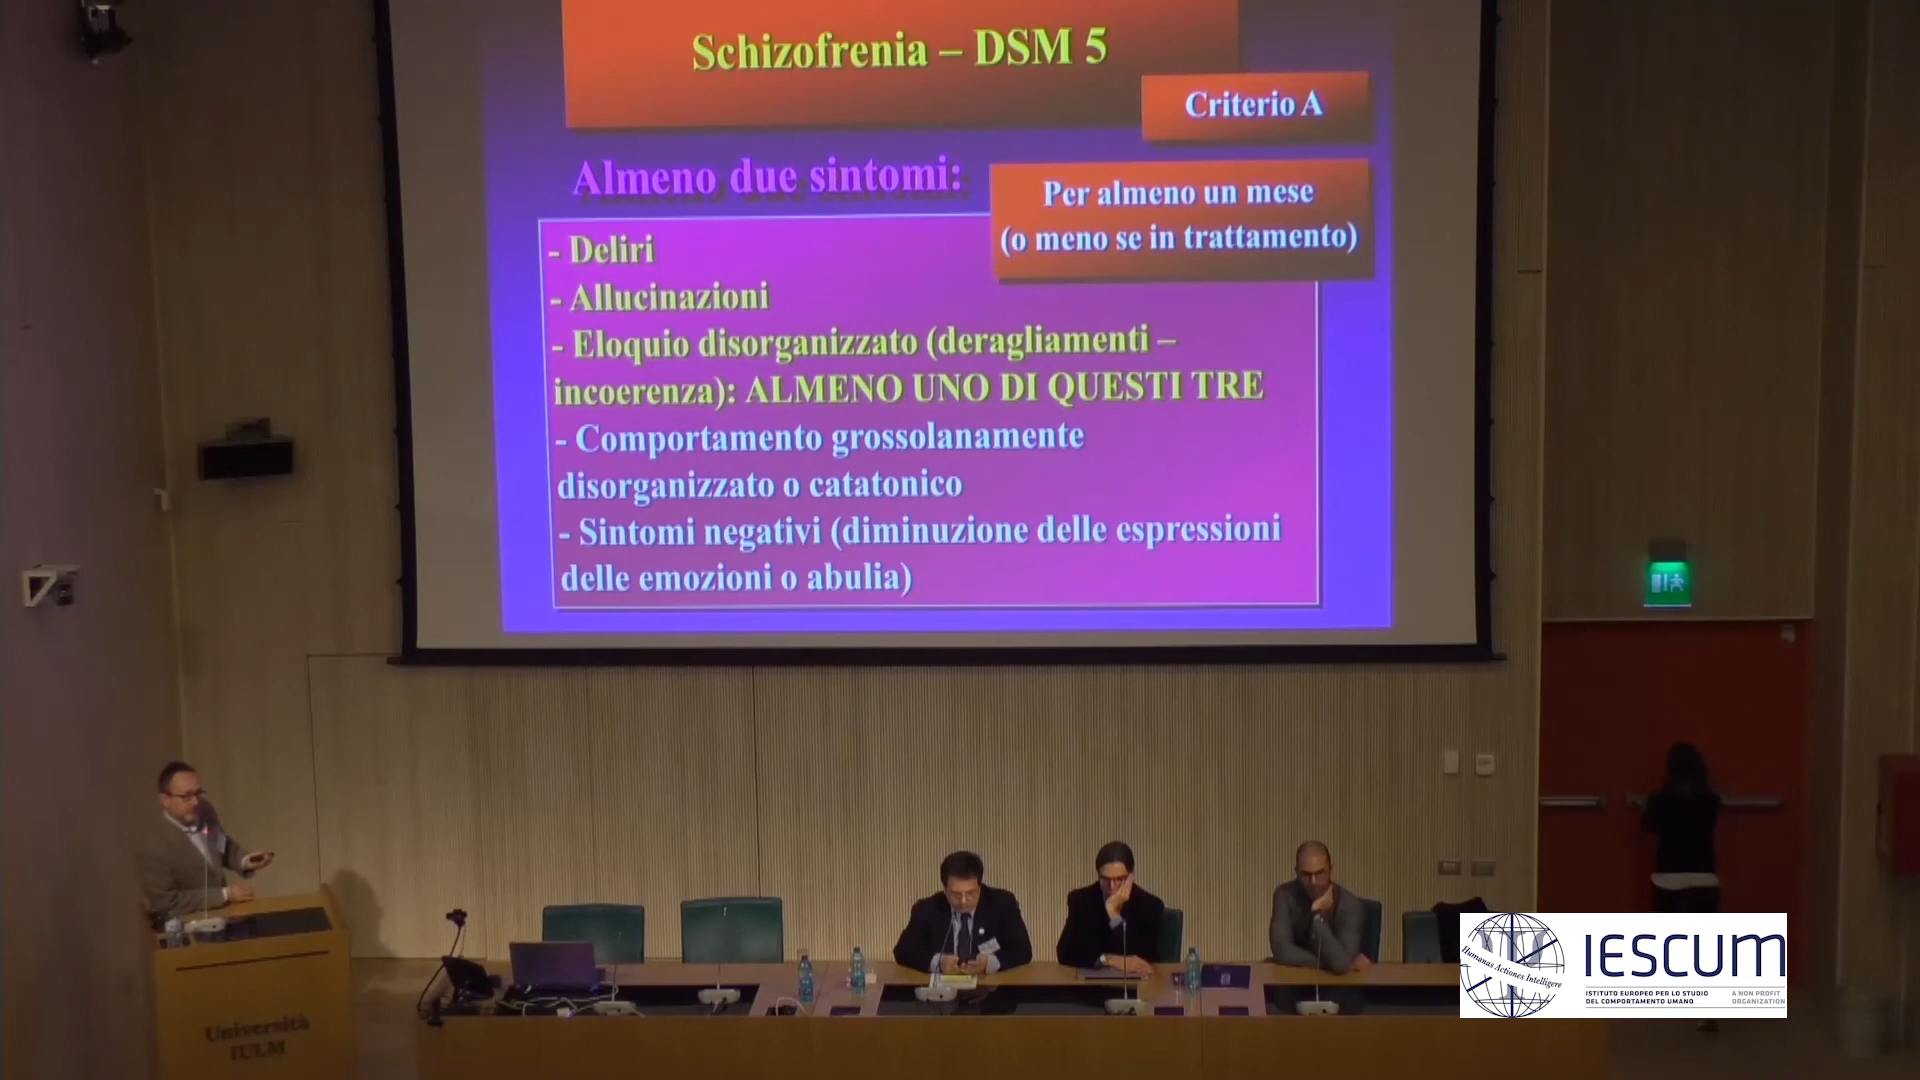 Schizofrenia – DSM 5
Criterio A
Almeno due sintomi:
Per almeno un mese
(o meno se in trattamento)
- Deliri
- Allucinazioni
- Eloquio disorganizzato (deragliamenti –
incoerenza): ALMENO UNO DI QUESTI TRE
- Comportamento grossolanamente
disorganizzato o catatonico
- Sintomi negativi (diminuzione delle espressioni
delle emozioni o abulia)
Università
IULM
Humanas Actiones Intelligere
IESCUM
ISTITUTO EUROPEO PER LO STUDIO
DEL COMPORTAMENTO UMANO
A NON PROFIT
ORGANIZATION